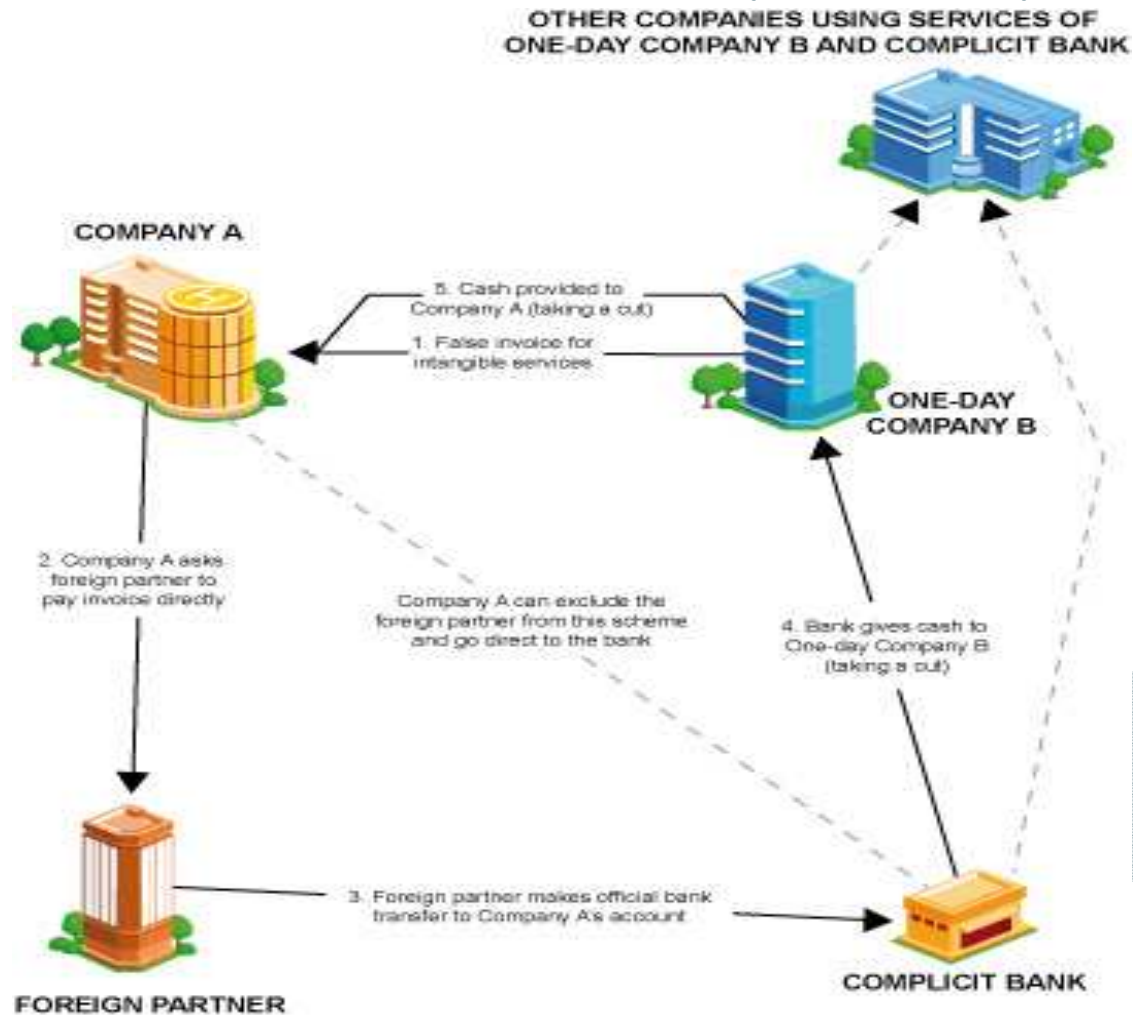 OTHER COMPANIES USING SERVICES OF
ONE-DAY COMPANY B AND COMPLICIT BANK
COMPANY A
5. Cash provided to
Company A (taking a cut)
1. False invoice for
intangible services
ONE-DAY
COMPANY B
2. Company A asks
foreign partner to
pay invoice directly
Company A can exclude the
foreign partner from this scheme
and go direct to the bank
4. Bank gives cash to
One-day Company B
(taking a cut)
3. Foreign partner makes official bank
transfer to Company A's account
COMPLICIT BANK
FOREIGN PARTNER